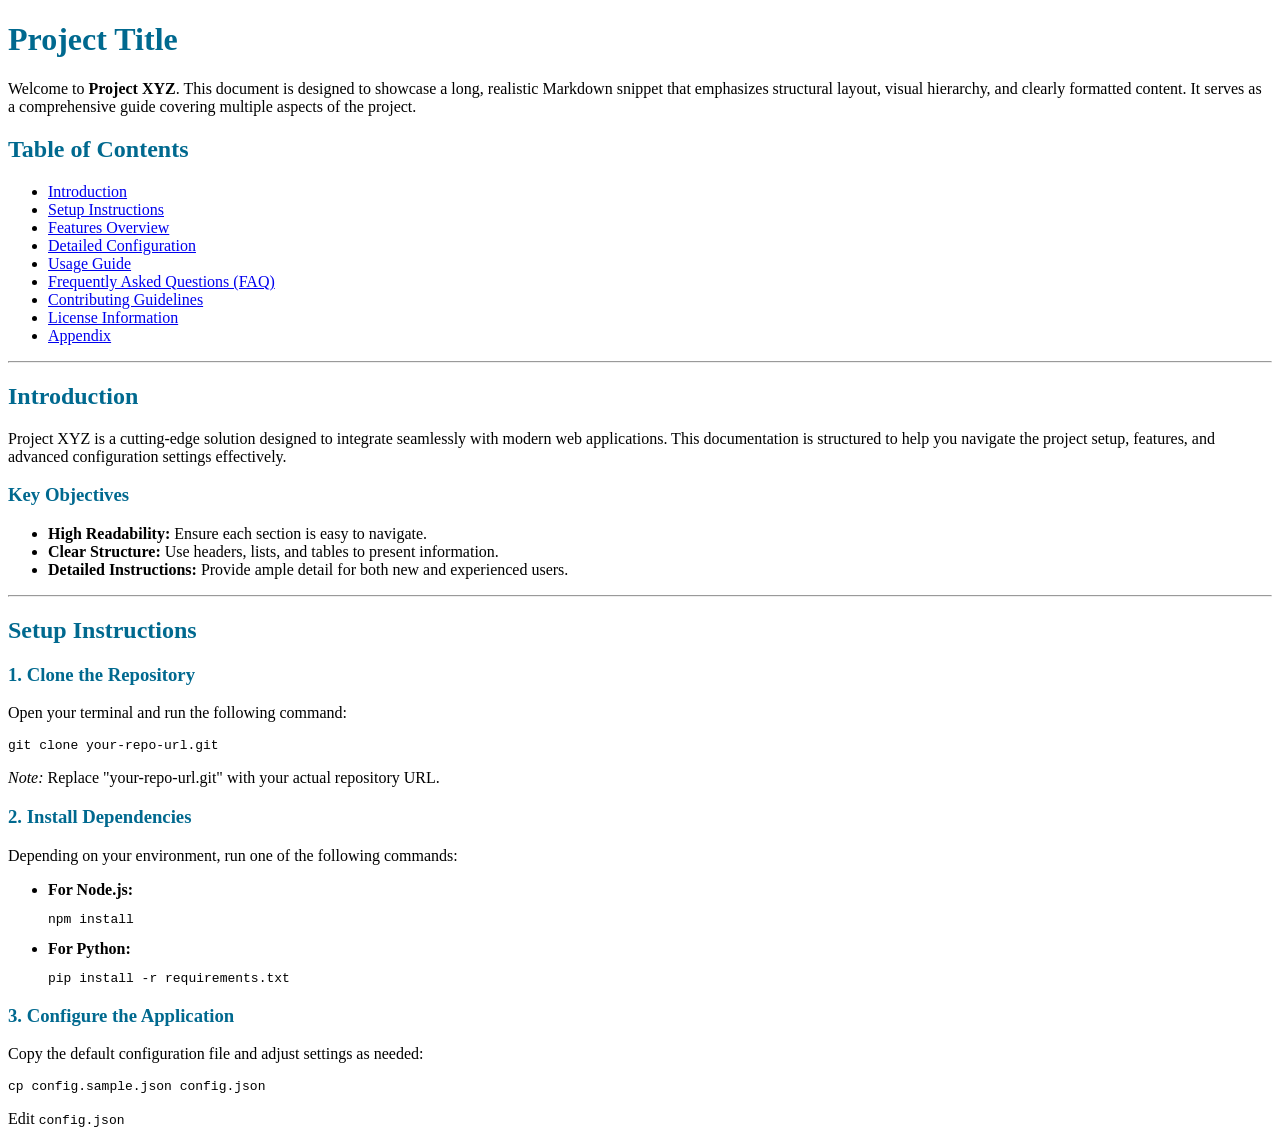 Project Title
Welcome to Project XYZ. This document is designed to showcase a long, realistic Markdown snippet that emphasizes structural layout, visual hierarchy, and clearly formatted content. It serves as
a comprehensive guide covering multiple aspects of the project.
Table of Contents
Introduction
Setup Instructions
Features Overview
Detailed Configuration
Usage Guide
Frequently Asked Questions (FAQ)
Contributing Guidelines
License Information
Appendix
Introduction
Project XYZ is a cutting-edge solution designed to integrate seamlessly with modern web applications. This documentation is structured to help you navigate the project setup, features, and
advanced configuration settings effectively.
Key Objectives
High Readability: Ensure each section is easy to navigate.
Clear Structure: Use headers, lists, and tables to present information.
Detailed Instructions: Provide ample detail for both new and experienced users.
Setup Instructions
1. Clone the Repository
Open your terminal and run the following command:
git clone your-repo-url.git
Note: Replace "your-repo-url.git" with your actual repository URL.
2. Install Dependencies
Depending on your environment, run one of the following commands:
For Node.js:
npm install
For Python:
pip install -r requirements.txt
3. Configure the Application
Copy the default configuration file and adjust settings as needed:
cp config.sample.json config.json
Edit config.json